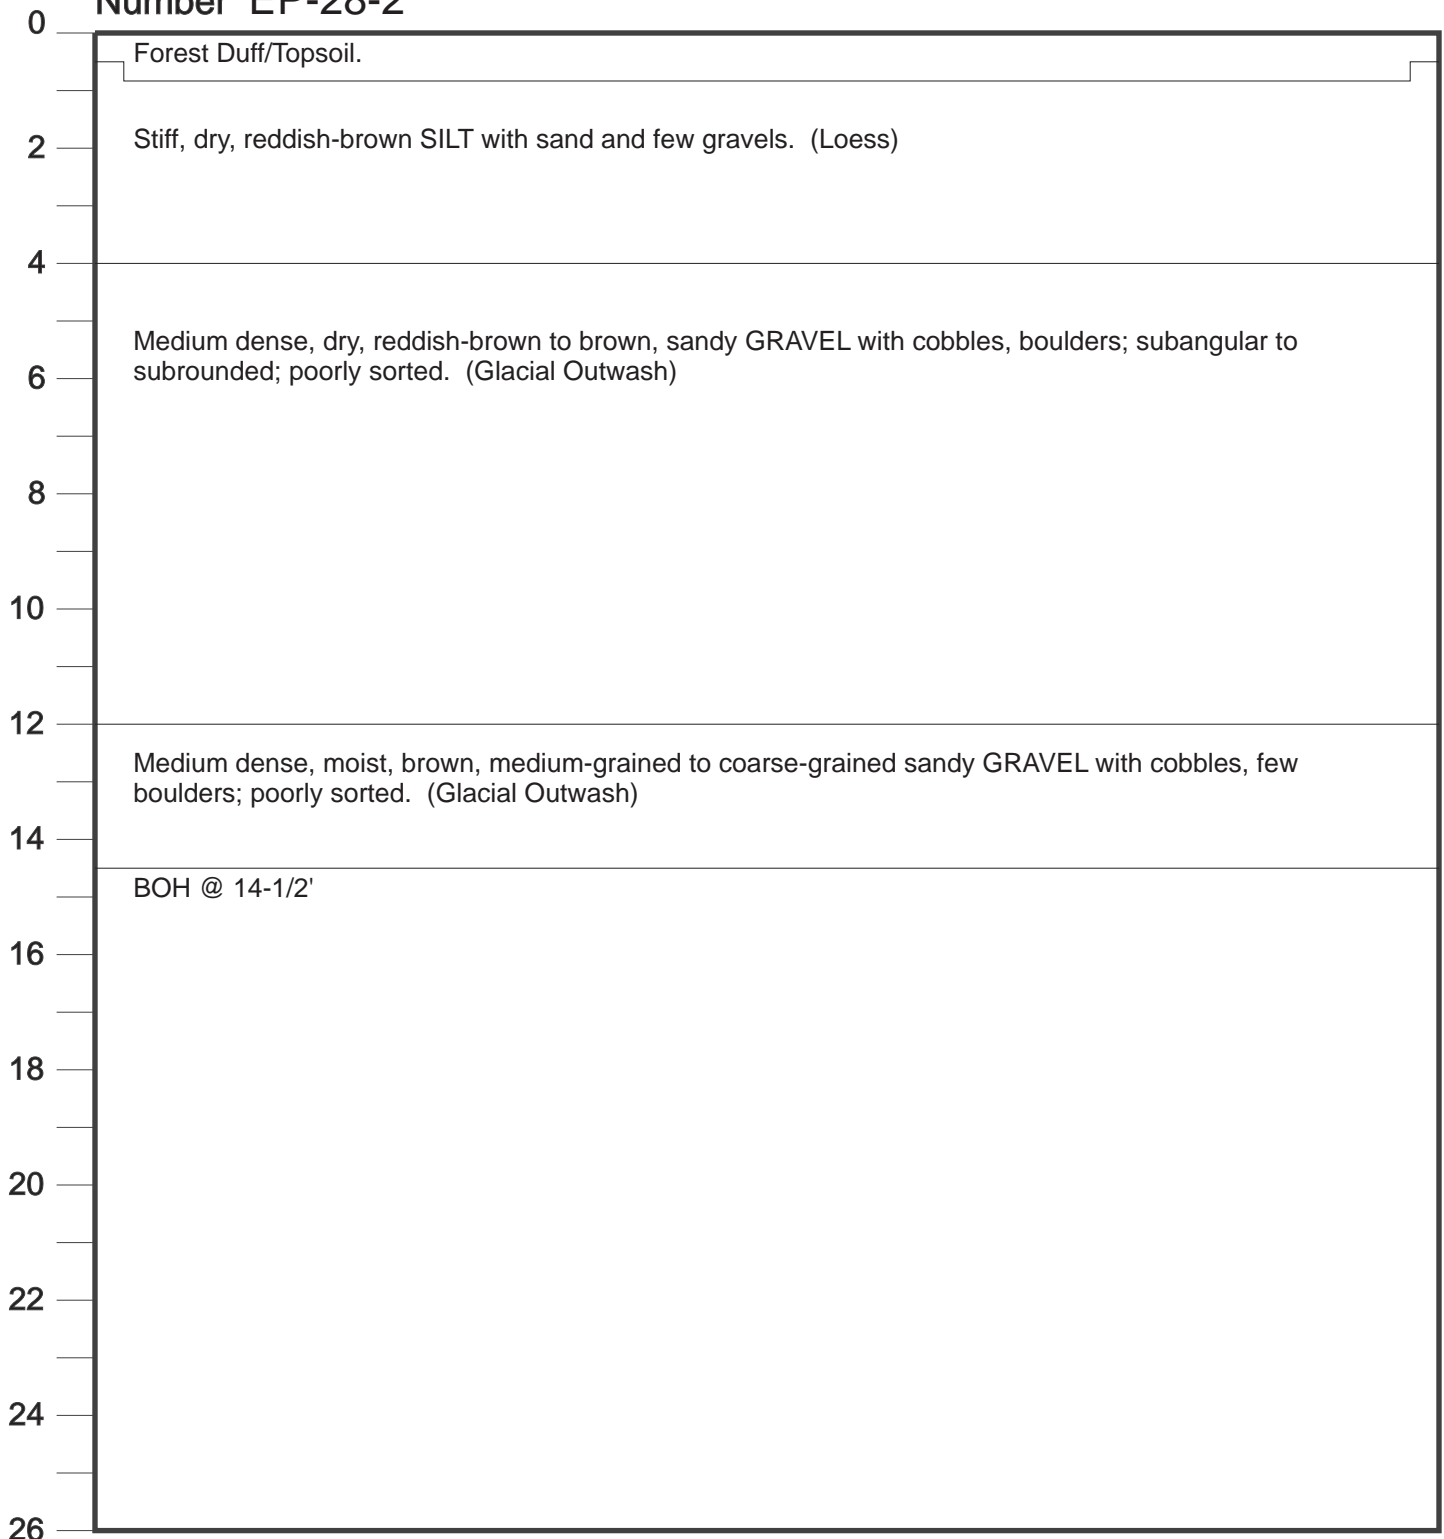 Number EP-28-2
0
Forest Duff/Topsoil.
2
Stiff, dry, reddish-brown SILT with sand and few gravels. (Loess)
4
Medium dense, dry, reddish-brown to brown, sandy GRAVEL with cobbles, boulders; subangular to
subrounded; poorly sorted. (Glacial Outwash)
6
8
10
12
Medium dense, moist, brown, medium-grained to coarse-grained sandy GRAVEL with cobbles, few
boulders; poorly sorted. (Glacial Outwash)
14
BOH @ 14-1/2'
16
18
20
22
24
26